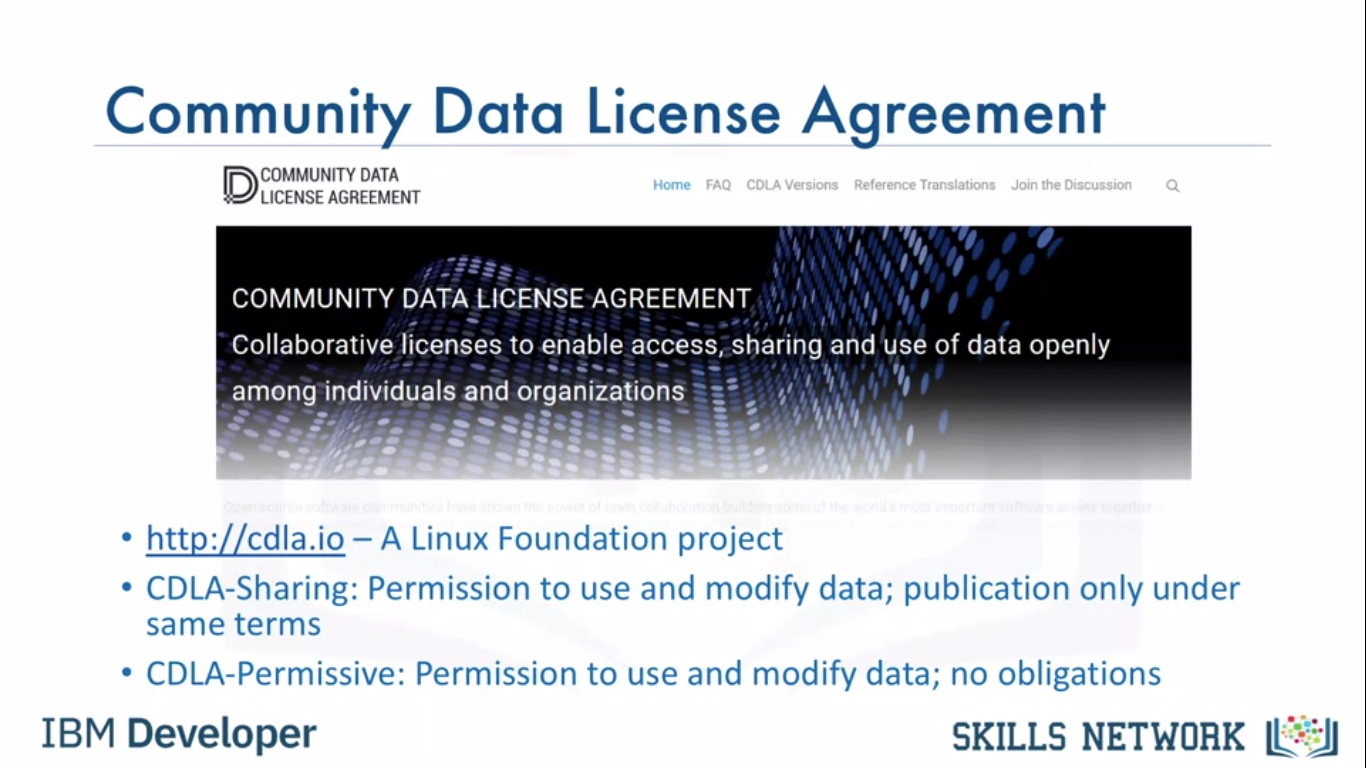 Community Data License Agreement
COMMUNITY DATA
LICENSE AGREEMENT
Home FAQ CDLA Versions Reference Translations Join the Discussion
COMMUNITY DATA LICENSE AGREEMENT
Collaborative licenses to enable access, sharing and use of data openly
among individuals and organizations
Open source software communities have shown the power of open collaboration building some of the world's most important software assets together.
• http://cdla.io – A Linux Foundation project
• CDLA-Sharing: Permission to use and modify data; publication only under
same terms
• CDLA-Permissive: Permission to use and modify data; no obligations
IBM Developer
SKILLS NETWORK